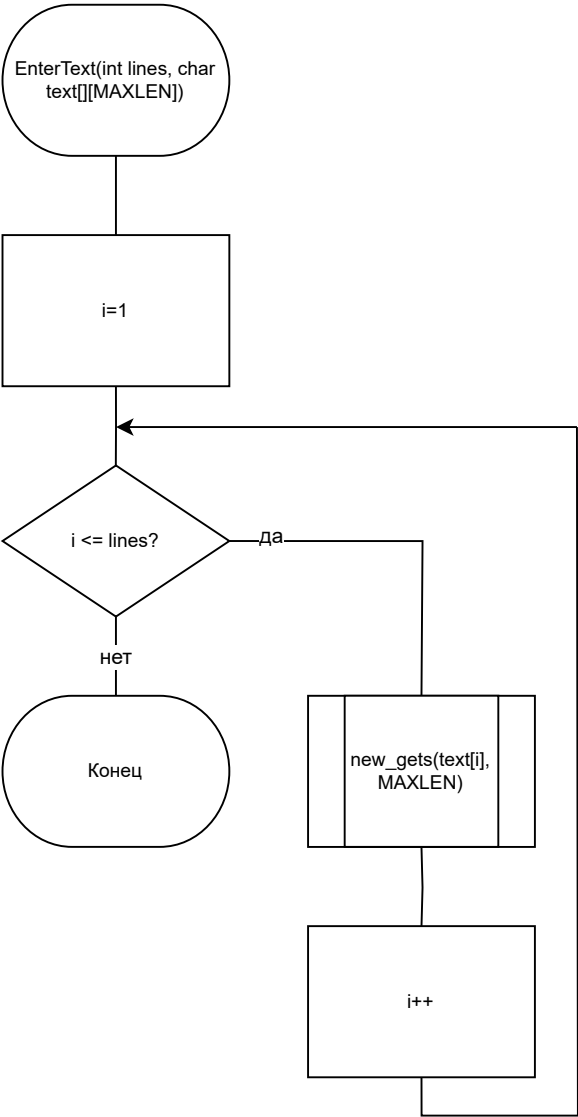 EnterText(int lines, char
text[][MAXLEN])
i=1
i <= lines?
да
нет
Конец
new_gets(text[i],
MAXLEN)
i++